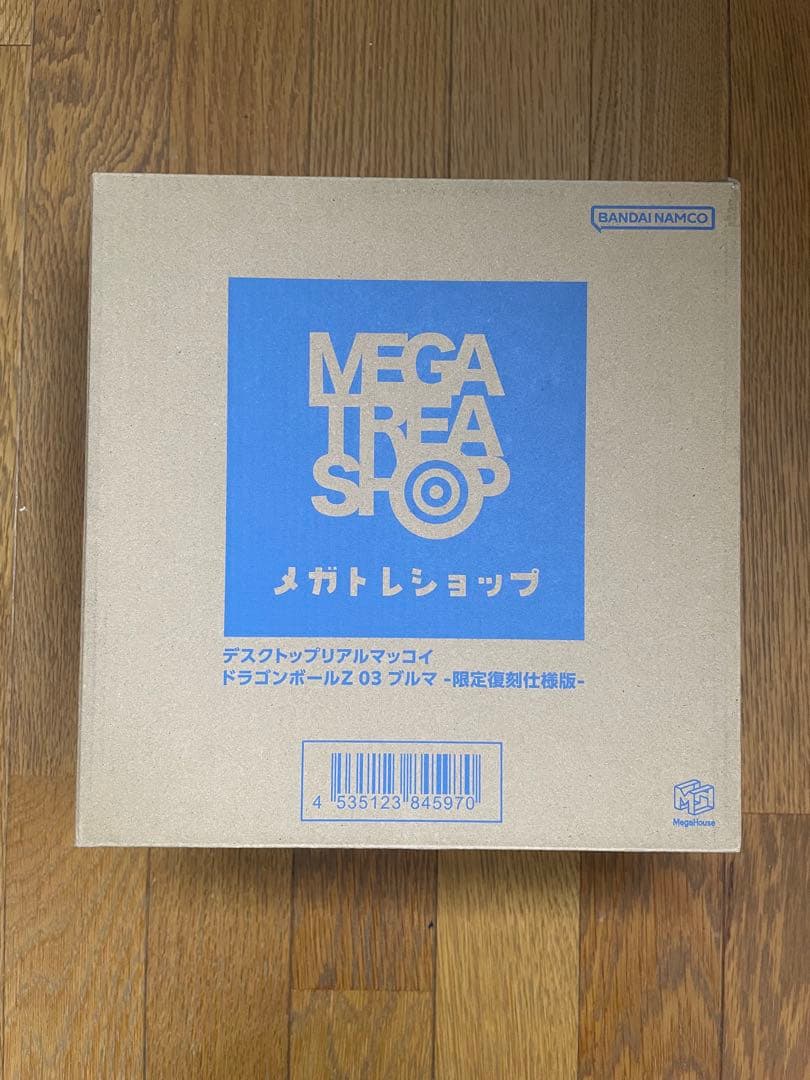 BANDAI NAMCO
MEGA
TREA
SHOP
メガトレショップ
デスクトップリアルマッコイ
ドラゴンボールZ 03 ブルマ -限定復刻仕様版-
4 535123 845970
MegaHouse